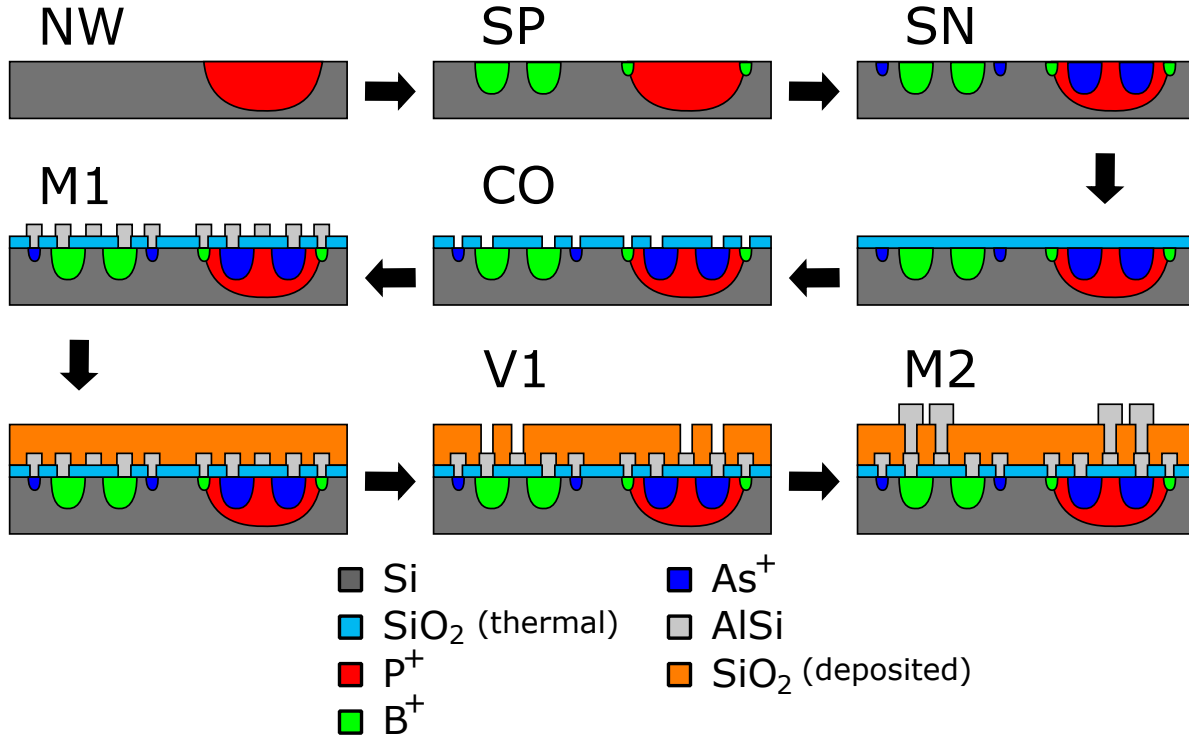 NW
SP
SN
M1
CO
V1
M2
Si
SiO₂ (thermal)
P⁺
B⁺
As⁺
AlSi
SiO₂ (deposited)